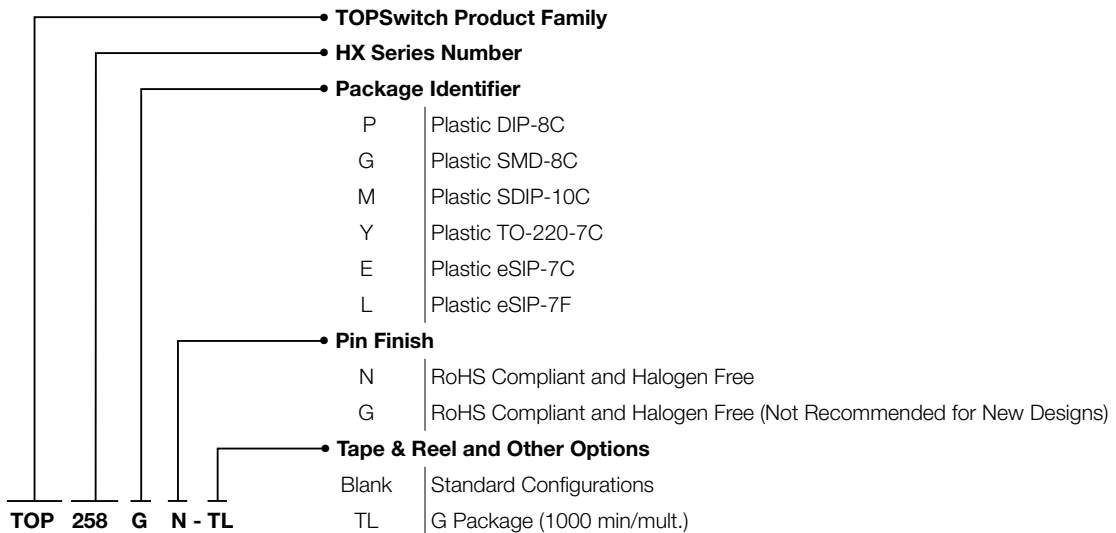 TOPSwitch Product Family
HX Series Number
Package Identifier
P Plastic DIP-8C
G Plastic SMD-8C
M Plastic SDIP-10C
Y Plastic TO-220-7C
E Plastic eSIP-7C
L Plastic eSIP-7F
Pin Finish
N RoHS Compliant and Halogen Free
G RoHS Compliant and Halogen Free (Not Recommended for New Designs)
Tape & Reel and Other Options
Blank Standard Configurations
TL G Package (1000 min/mult.)
TOP 258 G N - TL